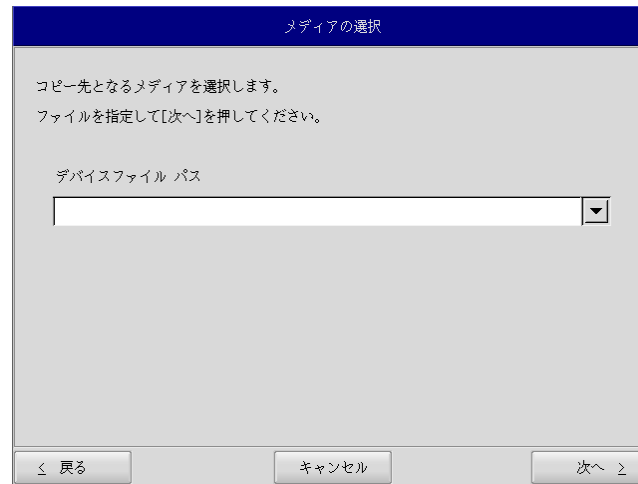 メディアの選択
コピー先となるメディアを選択します。
ファイルを指定して[次へ]を押してください。
デバイスファイル パス
< 戻る
キャンセル
次へ >